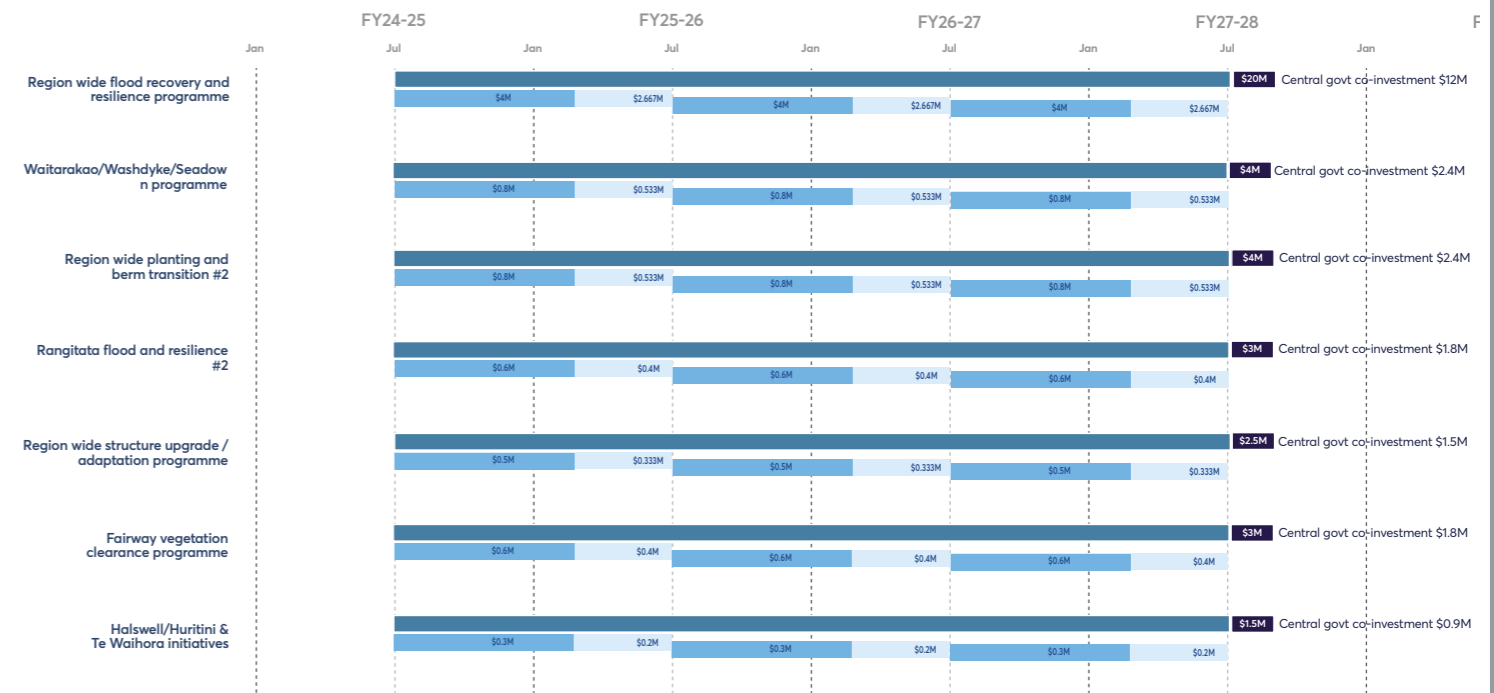 FY24-25 FY25-26 FY26-27 FY27-28 F
Jan Jul Jan Jul Jan Jul Jan Jul Jan
Region wide flood recovery and
resilience programme
$20M Central govt co-investment $12M
$4M $2.667M $4M $2.667M $4M $2.667M
Waitarakao/Washdyke/Seadow
n programme
$4M Central govt co-investment $2.4M
$0.8M $0.533M $0.8M $0.533M $0.8M $0.533M
Region wide planting and
berm transition #2
$4M Central govt co-investment $2.4M
$0.8M $0.533M $0.8M $0.533M $0.8M $0.533M
Rangitata flood and resilience
#2
$3M Central govt co-investment $1.8M
$0.6M $0.4M $0.6M $0.4M $0.6M $0.4M
Region wide structure upgrade /
adaptation programme
$2.5M Central govt co-investment $1.5M
$0.5M $0.333M $0.5M $0.333M $0.5M $0.333M
Fairway vegetation
clearance programme
$3M Central govt co-investment $1.8M
$0.6M $0.4M $0.6M $0.4M $0.6M $0.4M
Halswell/Huritini &
Te Waihora initiatives
$1.5M Central govt co-investment $0.9M
$0.3M $0.2M $0.3M $0.2M $0.3M $0.2M